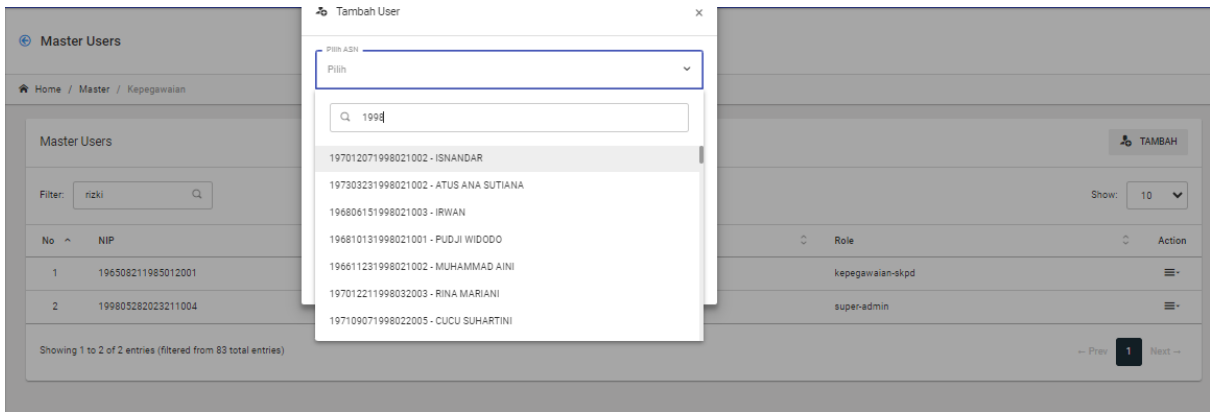 Tambah User
×
Master Users
Pilih ASN
Pilih
Home / Master / Kepegawaian
1998
Master Users
TAMBAH
197012071998021002 - ISNANDAR
197303231998021002 - ATUS ANA SUTIANA
196806151998021003 - IRWAN
196810131998021001 - PUDJI WIDODO
196611231998021002 - MUHAMMAD AINI
197012211998032003 - RINA MARIANI
197109071998022005 - CUCU SUHARTINI
Filter: rizki
Show: 10
No NIP Role Action
1 196508211985012001 kepegawaian-skpd
2 199805282023211004 super-admin
Showing 1 to 2 of 2 entries (filtered from 83 total entries)
← Prev 1 Next →